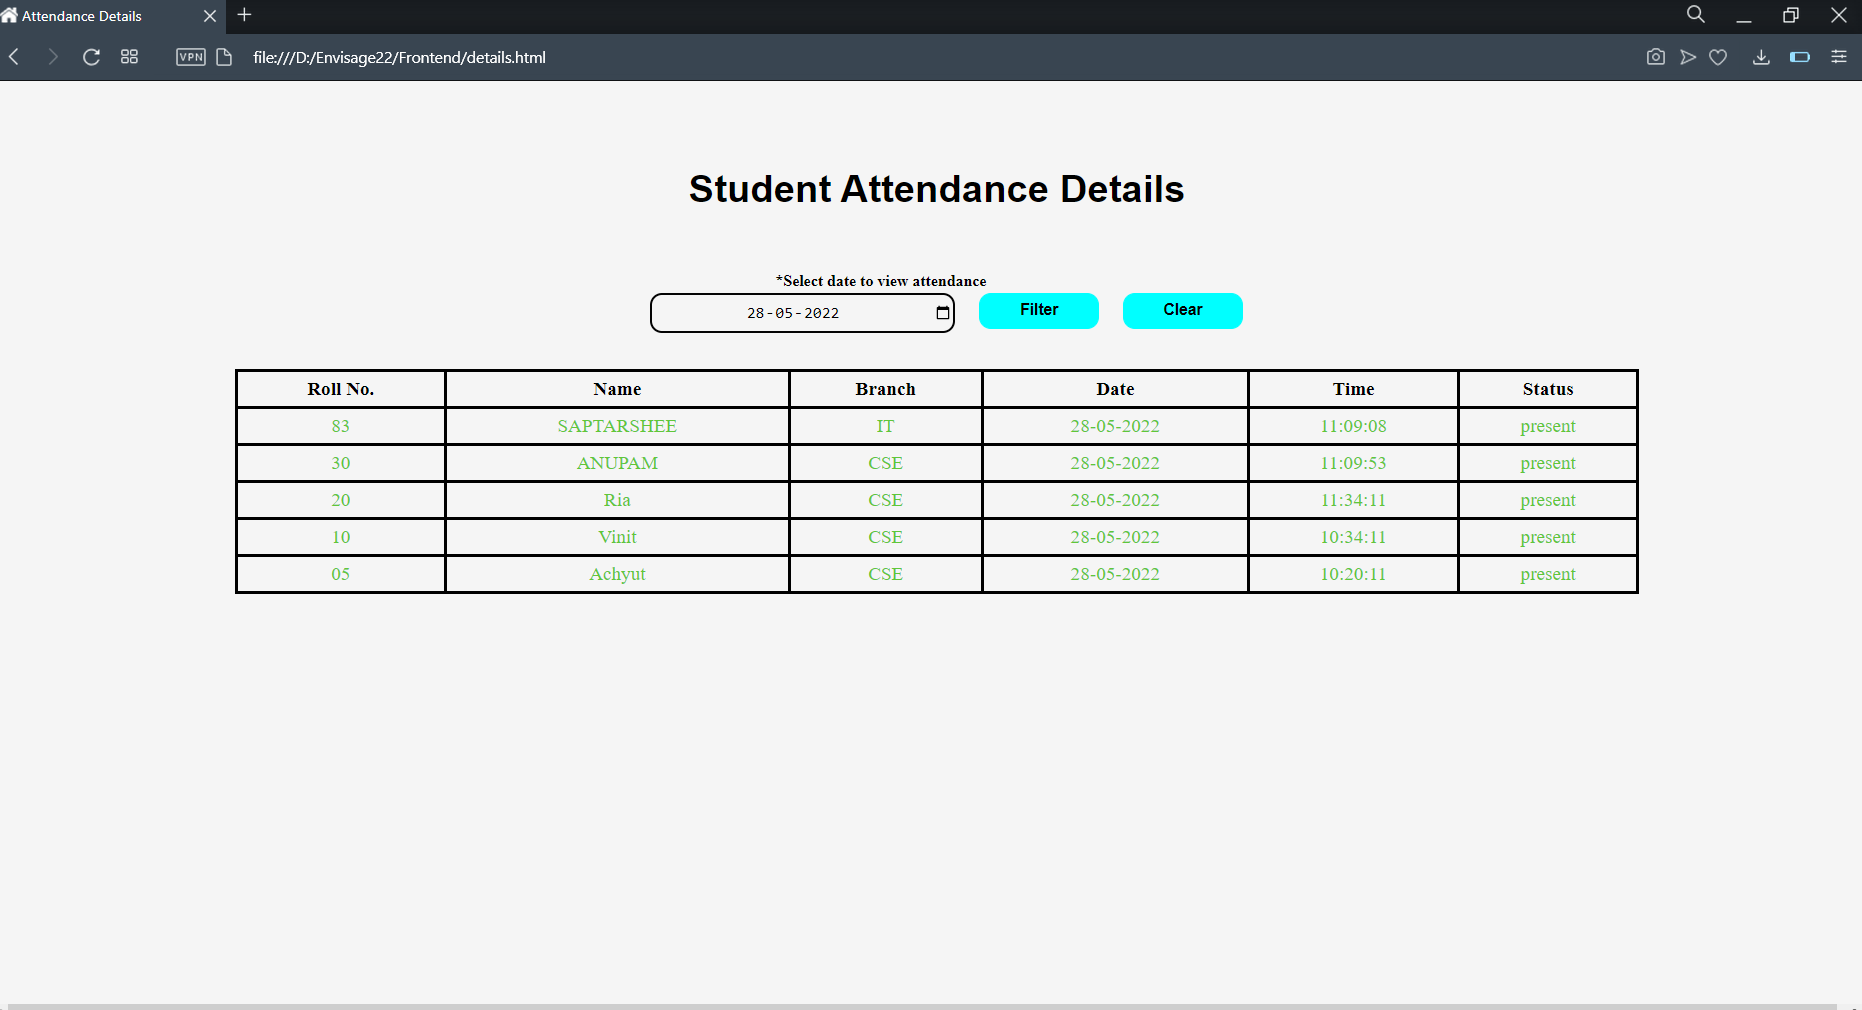 Attendance Details
VPN file:///D:/Envisage22/Frontend/details.html
Student Attendance Details
*Select date to view attendance
28-05-2022 Filter Clear
Roll No. Name Branch Date Time Status
83 SAPTARSHEE IT 28-05-2022 11:09:08 present
30 ANUPAM CSE 28-05-2022 11:09:53 present
20 Ria CSE 28-05-2022 11:34:11 present
10 Vinit CSE 28-05-2022 10:34:11 present
05 Achyut CSE 28-05-2022 10:20:11 present